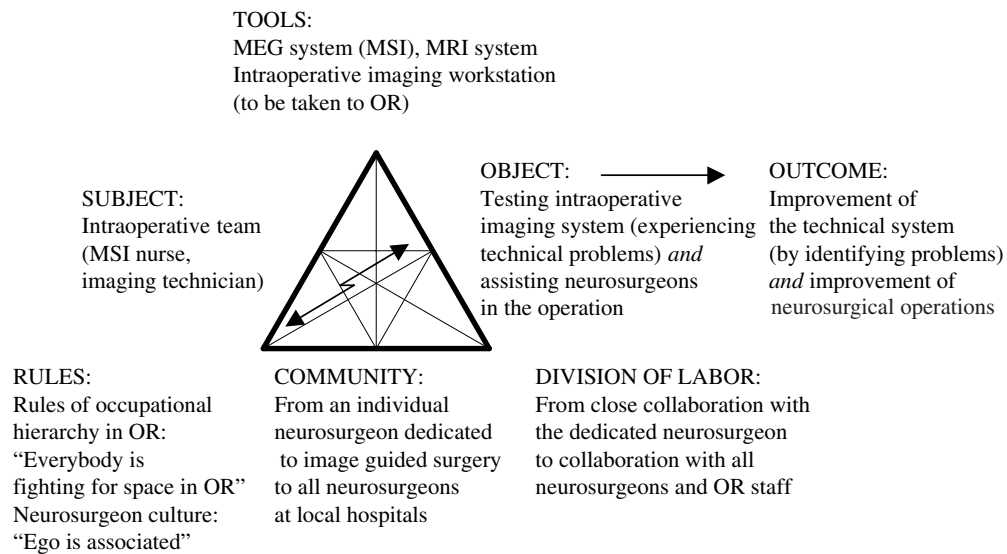 TOOLS:
MEG system (MSI), MRI system
Intraoperative imaging workstation
(to be taken to OR)
SUBJECT:
Intraoperative team
(MSI nurse,
imaging technician)
OBJECT:
Testing intraoperative
imaging system (experiencing
technical problems) and
assisting neurosurgeons
in the operation
OUTCOME:
Improvement of
the technical system
(by identifying problems)
and improvement of
neurosurgical operations
RULES:
Rules of occupational
hierarchy in OR:
“Everybody is
fighting for space in OR”
Neurosurgeon culture:
“Ego is associated”
COMMUNITY:
From an individual
neurosurgeon dedicated
to image guided surgery
to all neurosurgeons
at local hospitals
DIVISION OF LABOR:
From close collaboration with
the dedicated neurosurgeon
to collaboration with all
neurosurgeons and OR staff